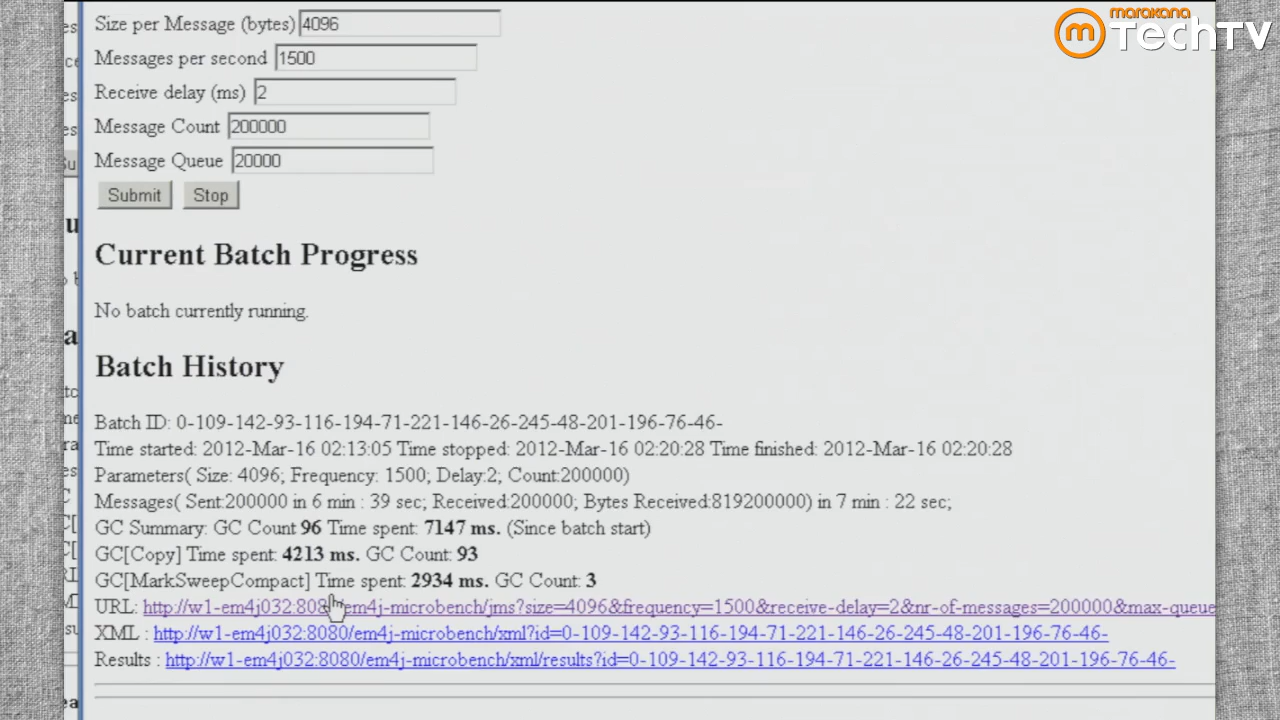 marakana
TechTV
Size per Message (bytes) 4096
Messages per second 1500
Receive delay (ms) 2
Message Count 200000
Message Queue 20000
Submit Stop
Current Batch Progress
No batch currently running.
Batch History
Batch ID: 0-109-142-93-116-194-71-221-146-26-245-48-201-196-76-46-
Time started: 2012-Mar-16 02:13:05 Time stopped: 2012-Mar-16 02:20:28 Time finished: 2012-Mar-16 02:20:28
Parameters( Size: 4096; Frequency: 1500; Delay:2; Count:200000)
Messages( Sent:200000 in 6 min : 39 sec; Received:200000; Bytes Received:819200000) in 7 min : 22 sec;
GC Summary: GC Count 96 Time spent: 7147 ms. (Since batch start)
GC[Copy] Time spent: 4213 ms. GC Count: 93
GC[MarkSweepCompact] Time spent: 2934 ms. GC Count: 3
URL: http://w1-em4j032:8080/em4j-microbench/jms?size=4096&frequency=1500&receive-delay=2&nr-of-messages=200000&max-queue
XML : http://w1-em4j032:8080/em4j-microbench/xml?id=0-109-142-93-116-194-71-221-146-26-245-48-201-196-76-46-
Results : http://w1-em4j032:8080/em4j-microbench/xml/results?id=0-109-142-93-116-194-71-221-146-26-245-48-201-196-76-46-